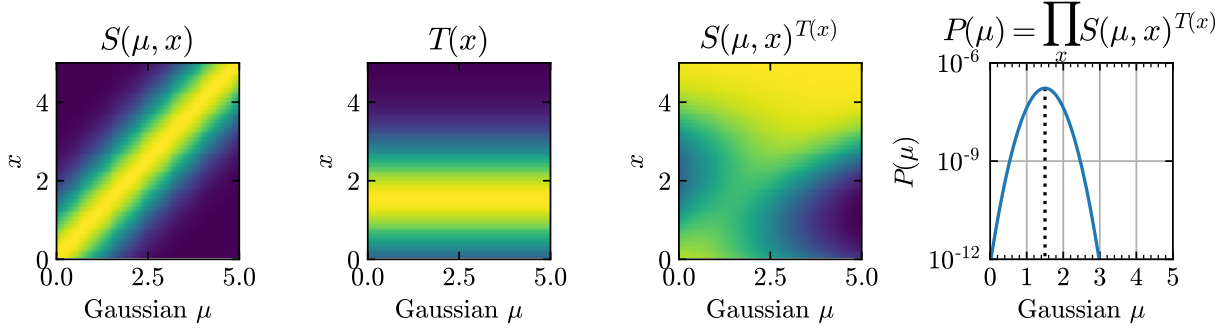 S(μ, x)
x
4
2
0
0.0 2.5 5.0
Gaussian μ
T(x)
x
4
2
0
0.0 2.5 5.0
Gaussian μ
S(μ, x)^{T(x)}
x
4
2
0
0.0 2.5 5.0
Gaussian μ
P(μ) = ∏_x S(μ, x)^{T(x)}
P(μ)
10^{-6}
10^{-9}
10^{-12}
0 1 2 3 4 5
Gaussian μ